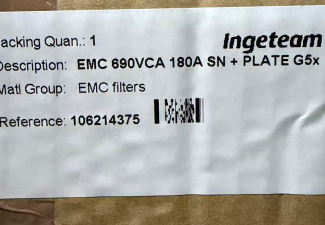 acking Quan.: 1
Ingeteam
Description: EMC 690VCA 180A SN + PLATE G5x
Matl Group: EMC filters
Reference: 106214375